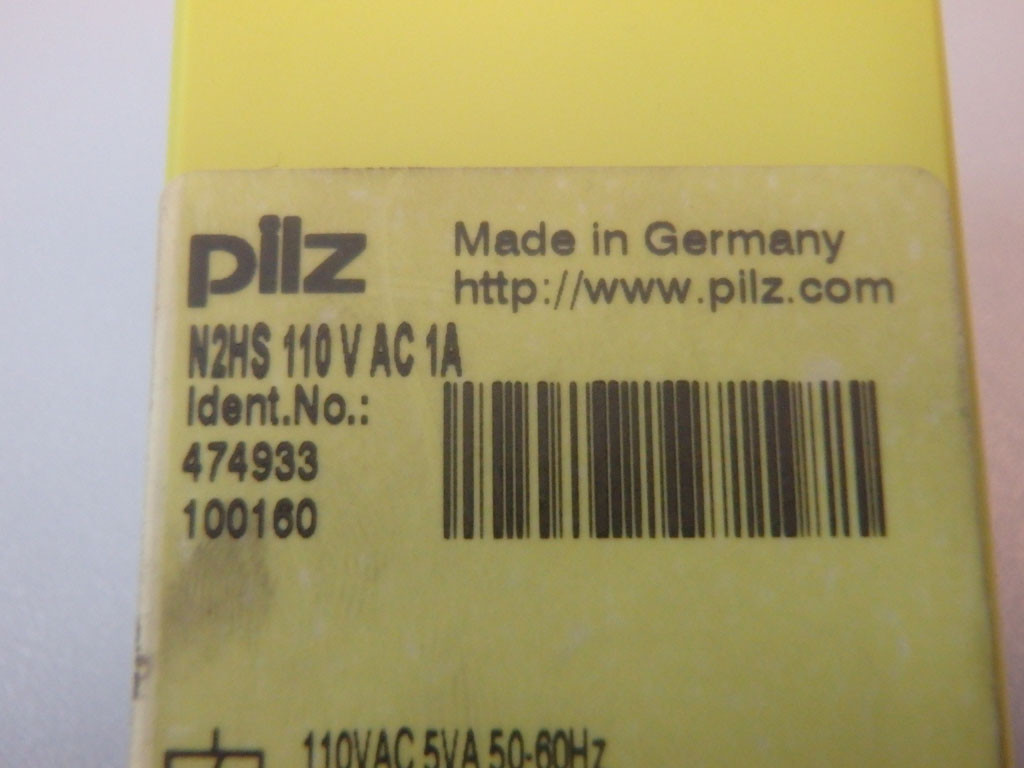 pilz
Made in Germany
http://www.pilz.com
N2HS 110 V AC 1A
Ident.No.:
474933
100160
P
110VAC 5VA 50-60Hz